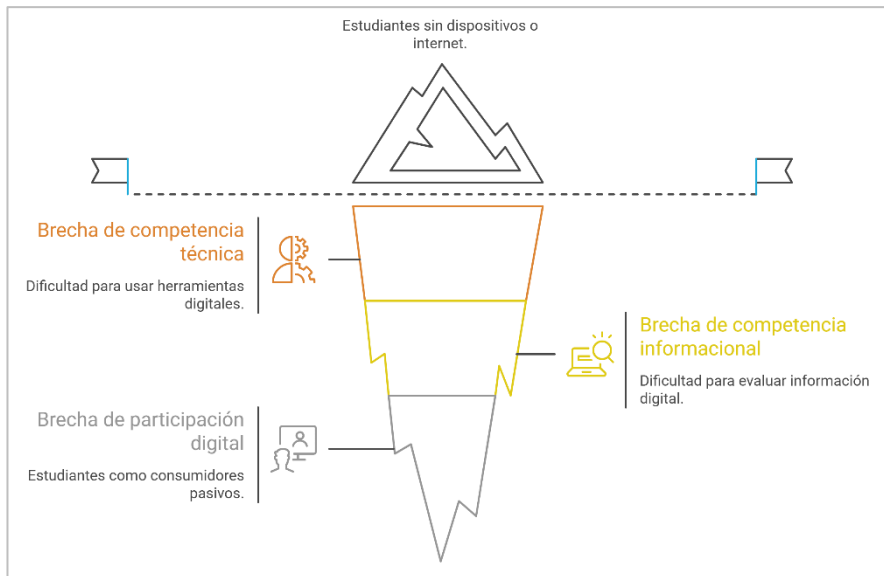 Estudiantes sin dispositivos o
internet.
Brecha de competencia
técnica
Dificultad para usar herramientas
digitales.
Brecha de competencia
informacional
Dificultad para evaluar información
digital.
Brecha de participación
digital
Estudiantes como consumidores
pasivos.